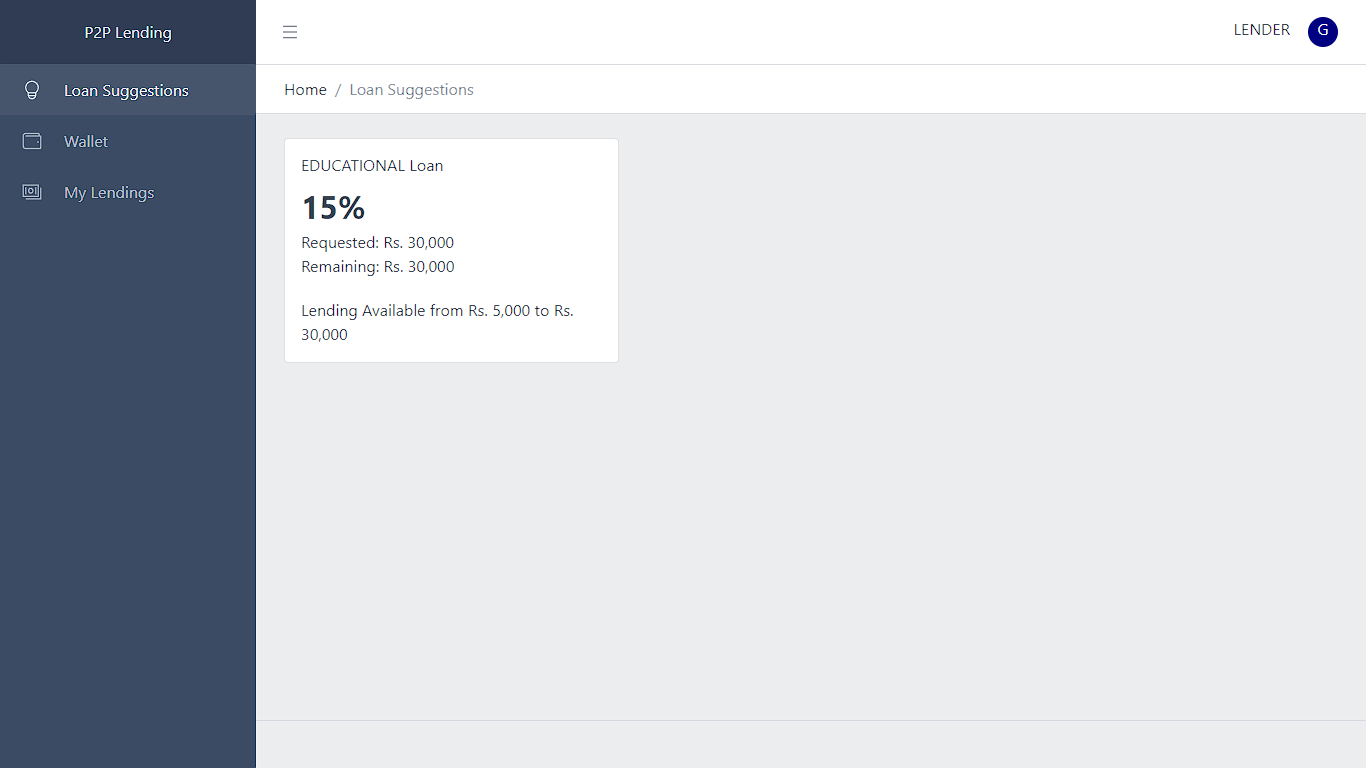 P2P Lending
LENDER
G
Loan Suggestions
Wallet
My Lendings
Home / Loan Suggestions
EDUCATIONAL Loan
15%
Requested: Rs. 30,000
Remaining: Rs. 30,000
Lending Available from Rs. 5,000 to Rs.
30,000